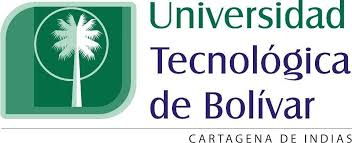 Universidad
Tecnológica
de Bolívar
CARTAGENA DE INDIAS